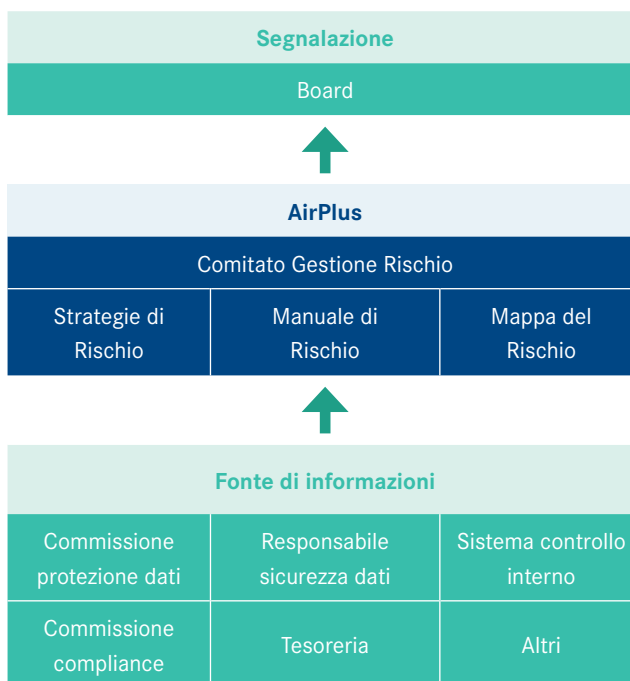 Segnalazione
Board
AirPlus
Comitato Gestione Rischio
Strategie di
Rischio
Manuale di
Rischio
Mappa del
Rischio
Fonte di informazioni
Commissione
protezione dati
Responsabile
sicurezza dati
Sistema controllo
interno
Commissione
compliance
Tesoreria
Altri